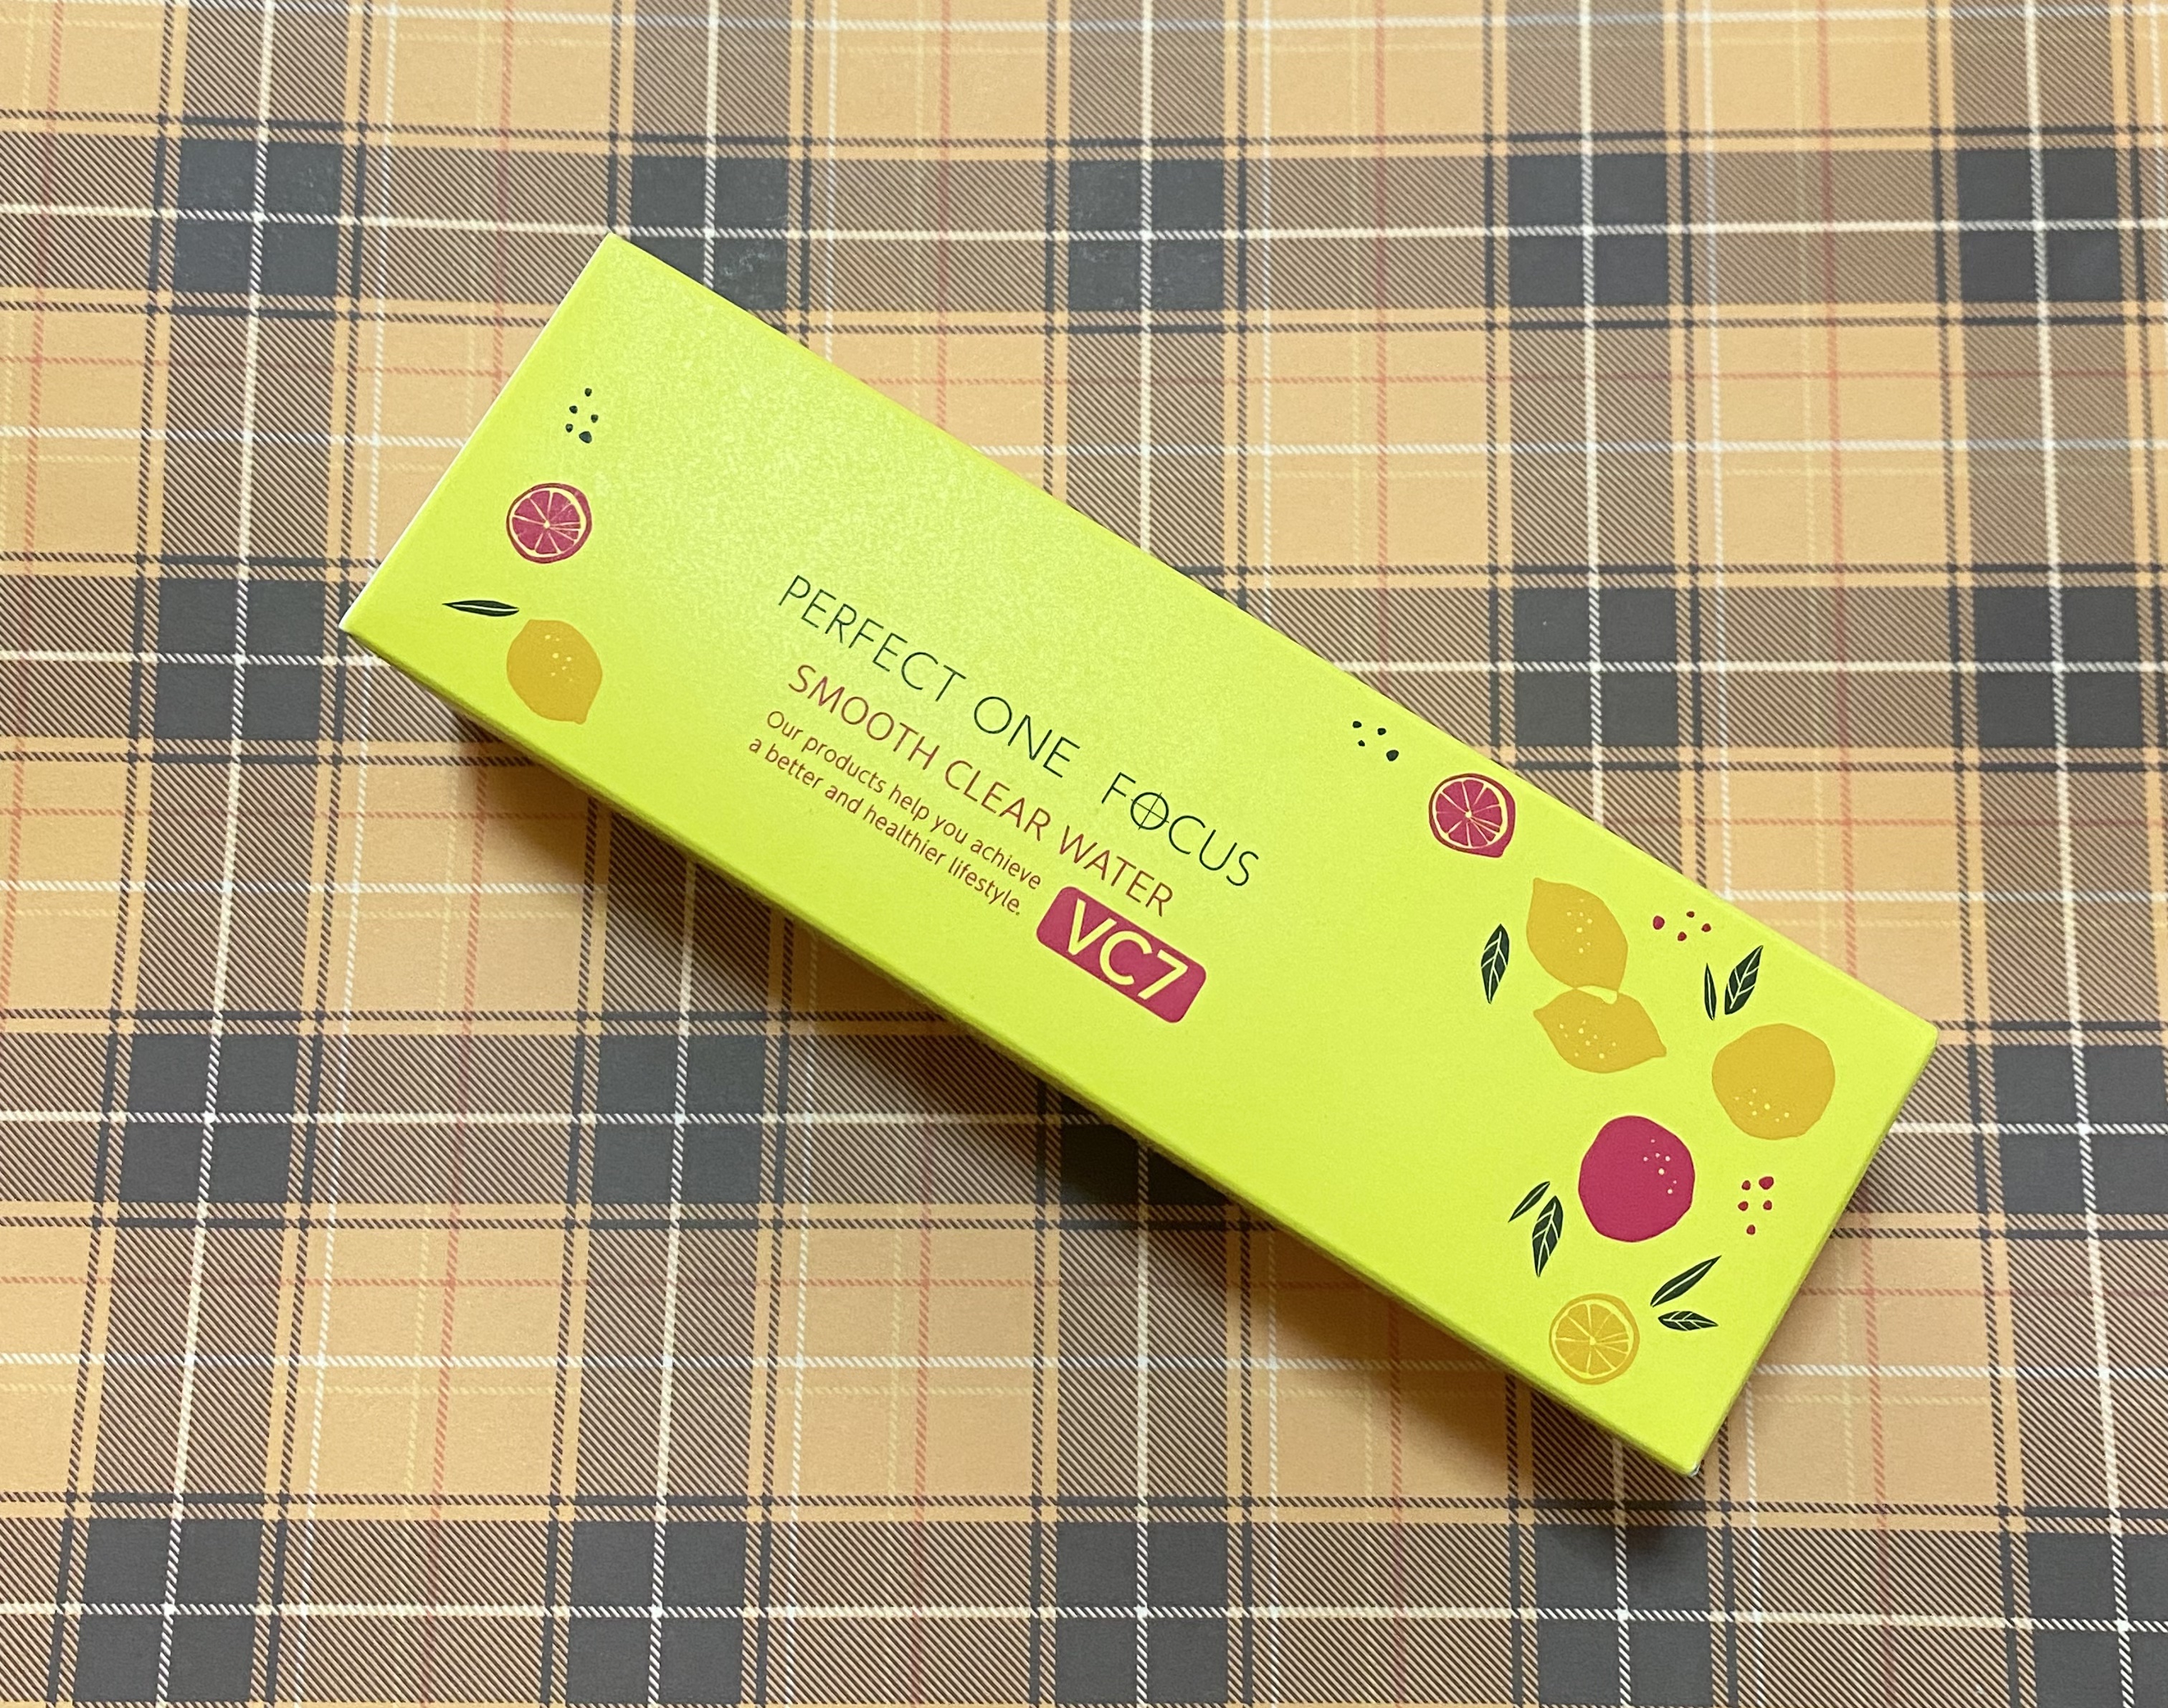 PERFECT ONE FOCUS
SMOOTH CLEAR WATER
Our products help you achieve
a better and healthier lifestyle.
VC7